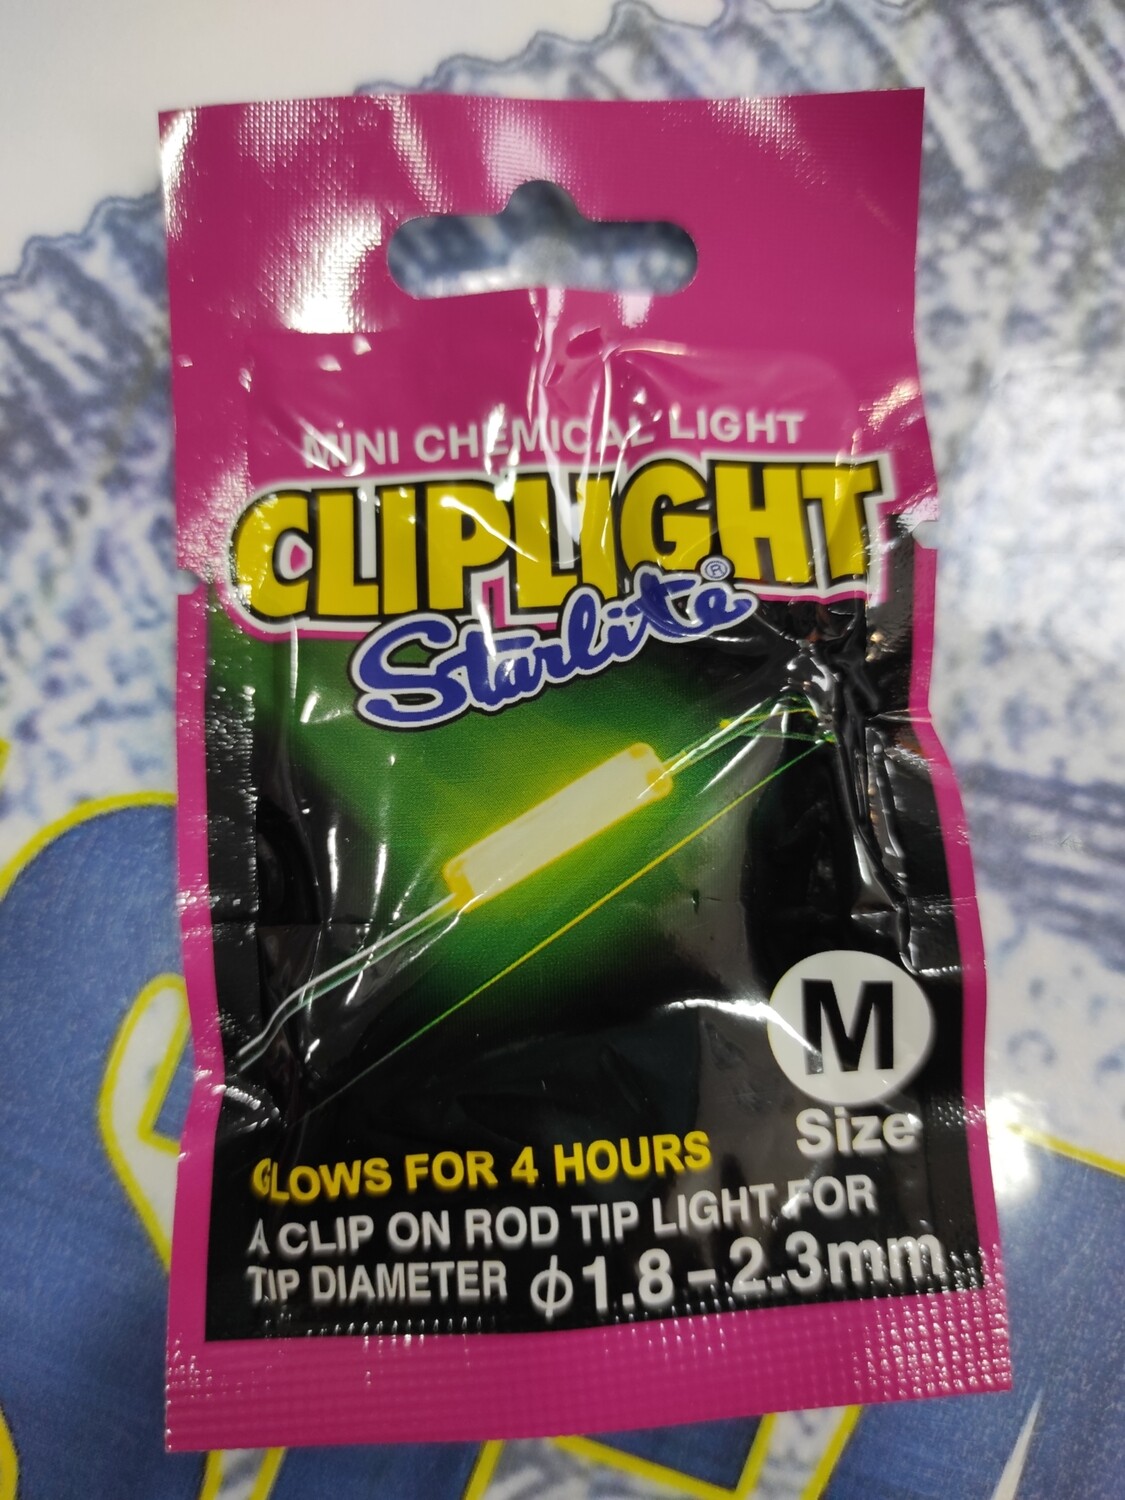 MINI CHEMICAL LIGHT
CLIPLIGHT
Starlite®
M
Size
GLOWS FOR 4 HOURS
A CLIP ON ROD TIP LIGHT FOR
TIP DIAMETER ϕ1.8 – 2.3mm